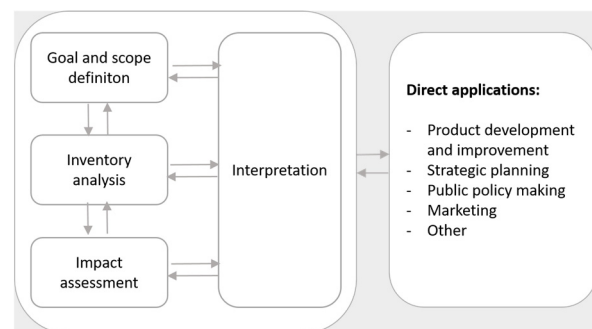 Goal and scope
definiton
Inventory
analysis
Impact
assessment
Interpretation
Direct applications:
- Product development
and improvement
- Strategic planning
- Public policy making
- Marketing
- Other